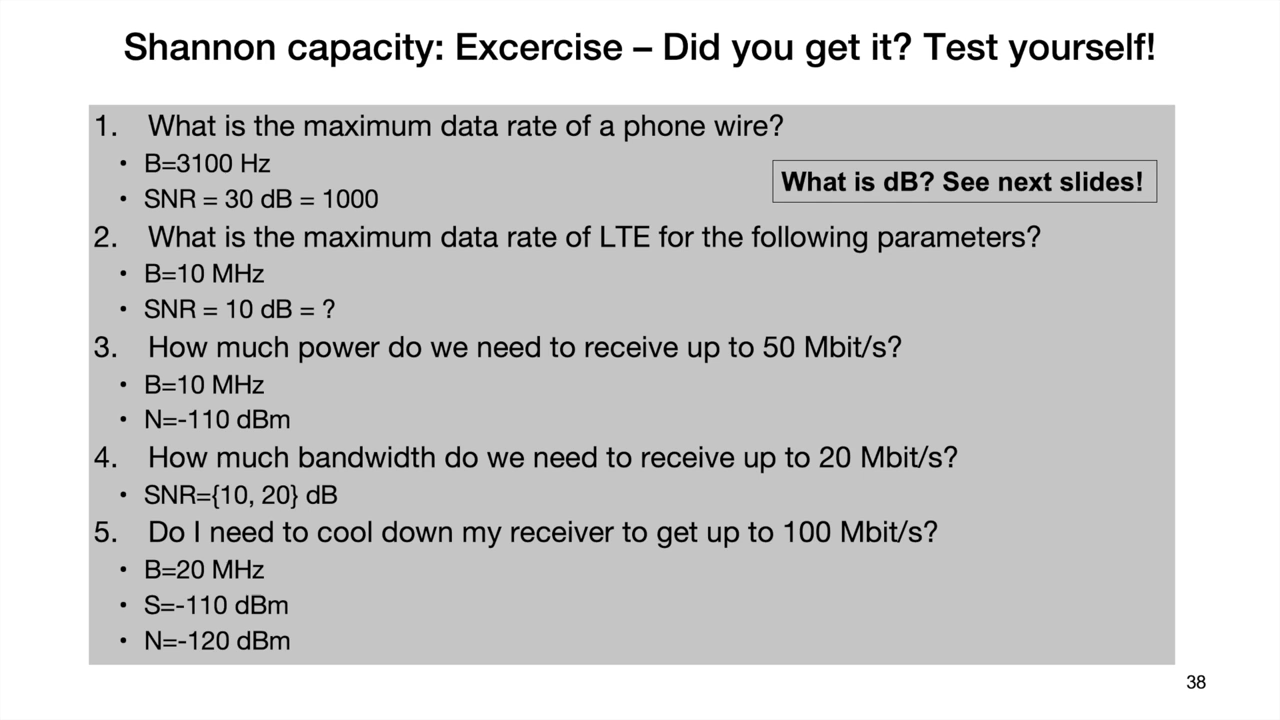 Shannon capacity: Excercise – Did you get it? Test yourself!
1. What is the maximum data rate of a phone wire?
• B=3100 Hz
What is dB? See next slides!
• SNR = 30 dB = 1000
2. What is the maximum data rate of LTE for the following parameters?
• B=10 MHz
• SNR = 10 dB = ?
3. How much power do we need to receive up to 50 Mbit/s?
• B=10 MHz
• N=-110 dBm
4. How much bandwidth do we need to receive up to 20 Mbit/s?
• SNR={10, 20} dB
5. Do I need to cool down my receiver to get up to 100 Mbit/s?
• B=20 MHz
• S=-110 dBm
• N=-120 dBm
38